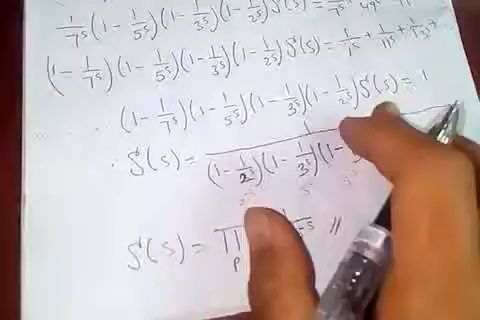 1/7^s (1 - 1/5^s)(1 - 1/3^s)(1 - 1/2^s) ζ(s) = 1/7^s
(1 - 1/7^s)(1 - 1/5^s)(1 - 1/3^s)(1 - 1/2^s) ζ(s) = 1/1^s + 1/11^s + 1/13^s
... (1 - 1/7^s)(1 - 1/5^s)(1 - 1/3^s)(1 - 1/2^s) ζ(s) = 1
ζ(s) = 1 / (1 - 1/2^s)(1 - 1/3^s)(1 -
ζ(s) = ∏ p //